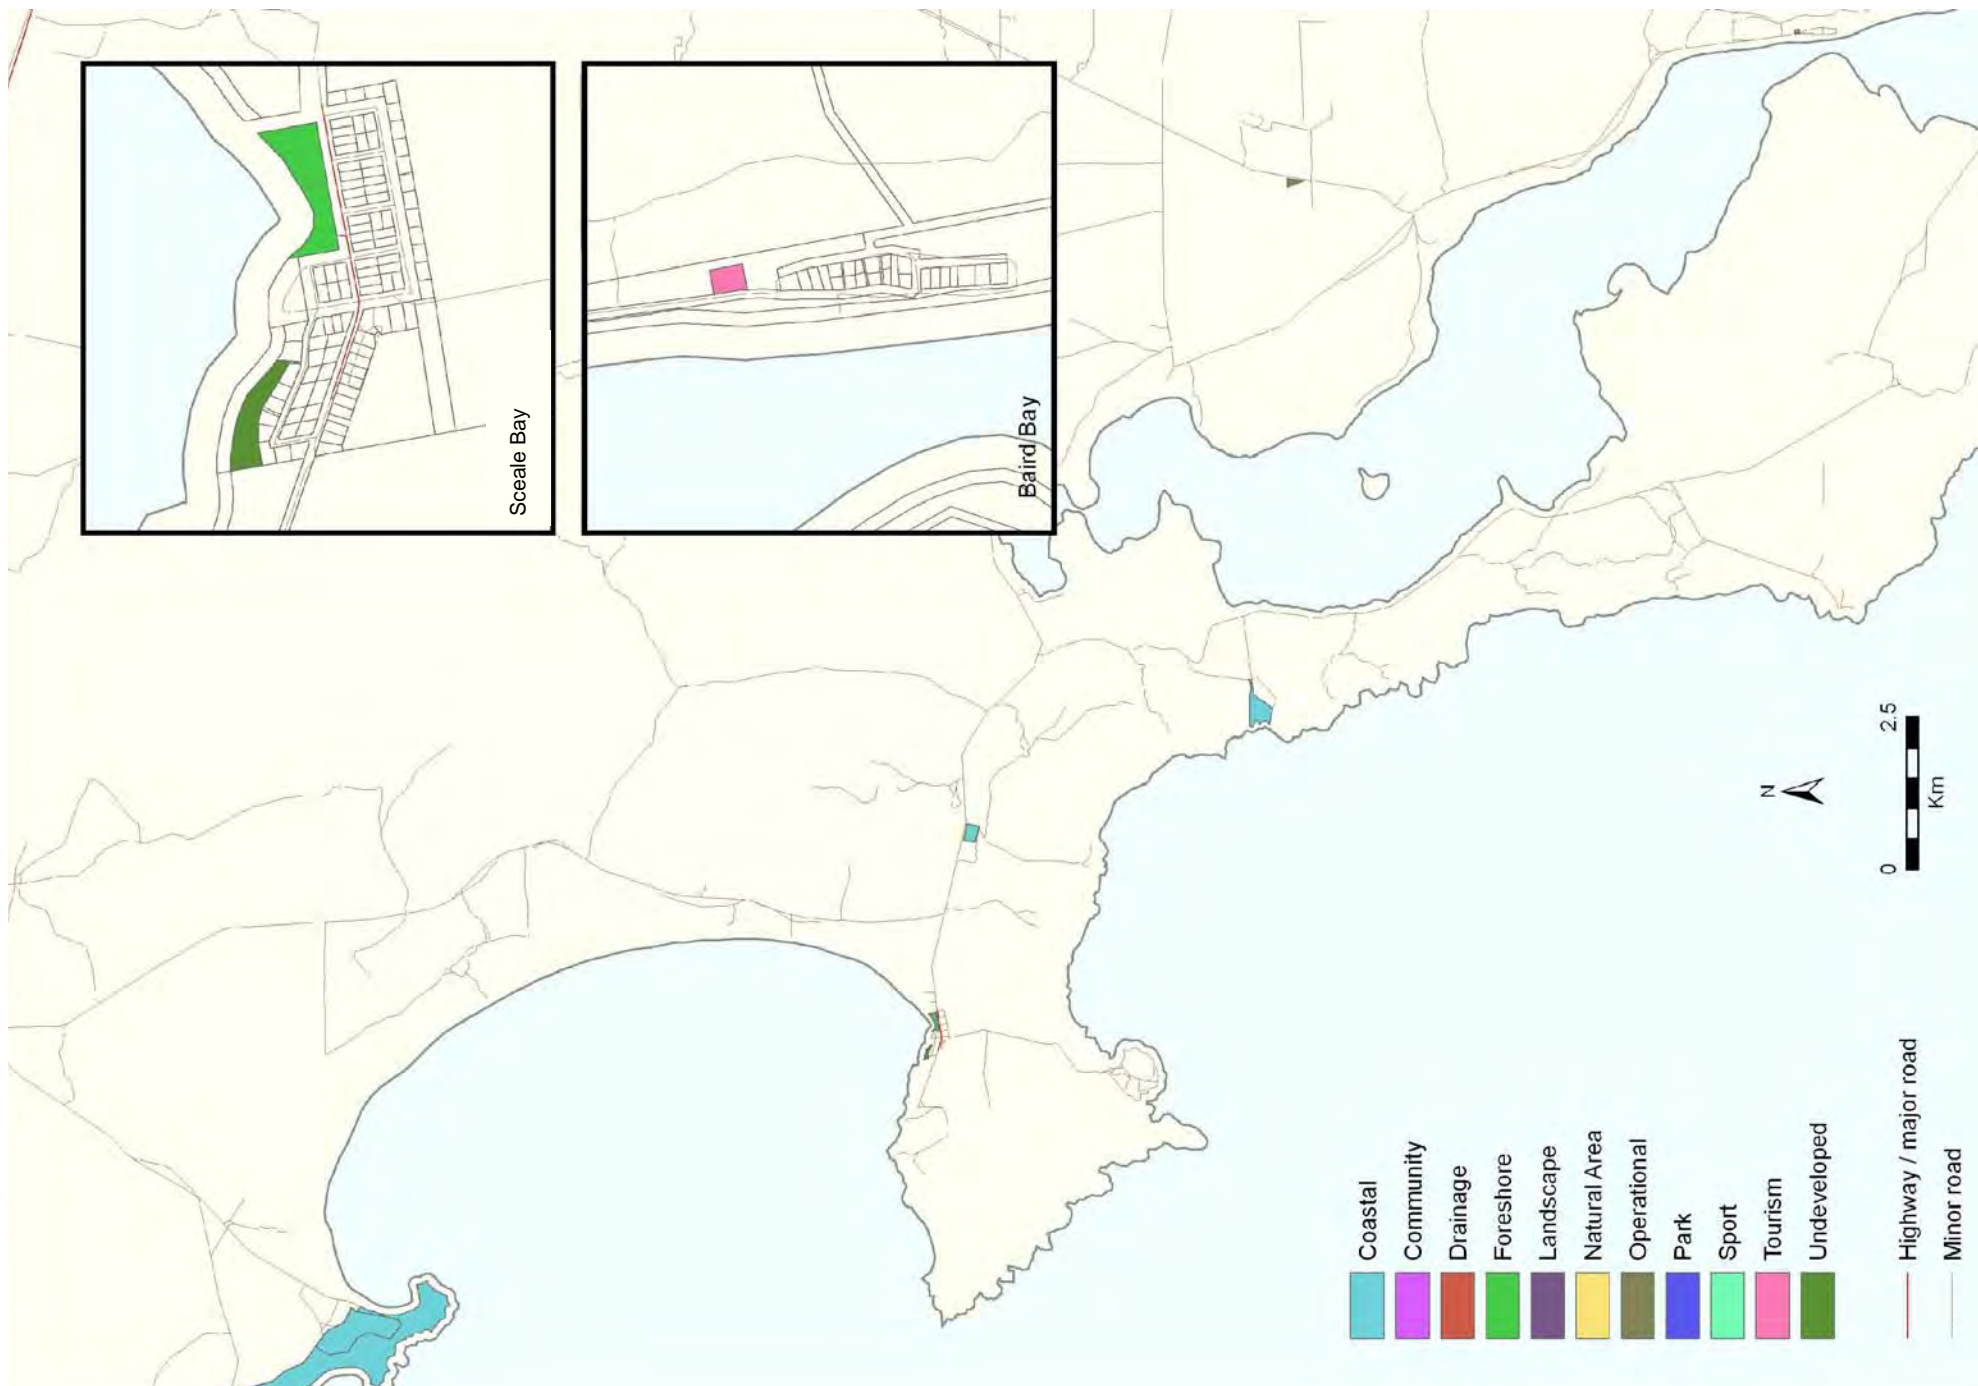 Sceale Bay
Baird Bay
N
0
2.5
Km
Coastal
Community
Drainage
Foreshore
Landscape
Natural Area
Operational
Park
Sport
Tourism
Undeveloped
Highway / major road
Minor road